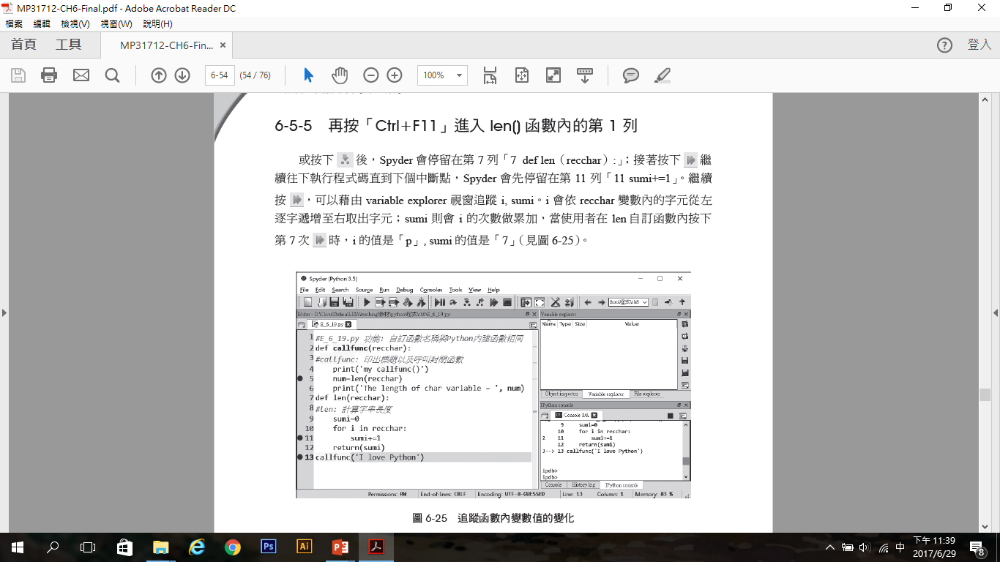 MP31712-CH6-Final.pdf - Adobe Acrobat Reader DC
檔案 編輯 檢視(V) 視窗(W) 說明(H)
首頁 工具 MP31712-CH6-Fin... × ? 登入
6-54 (54 / 76) 100%
6-5-5 再按「Ctrl+F11」進入 len() 函數內的第 1 列
或按下 後，Spyder 會停留在第 7 列「7 def len（recchar）:」；接著按下 繼
續往下執行程式碼直到下個中斷點，Spyder 會先停留在第 11 列「11 sumi+=1」。繼續
按 ，可以藉由 variable explorer 視窗追蹤 i, sumi。i 會依 recchar 變數內的字元從左
逐字遞增至右取出字元；sumi 則會 i 的次數做累加，當使用者在 len 自訂函數內按下
第 7 次 時，i 的值是「p」, sumi 的值是「7」（見圖 6-25）。
Spyder (Python 3.5)
File Edit Search Source Run Debug Consoles Tools View Help
Variable explorer
E_6_19.py
Name Type Size Value
1 #E_6_19.py 功能: 自訂函數名稱與Python內建函數相同
2 def callfunc(recchar):
3 #callfunc: 印出標題以及呼叫封閉函數
4 print('my callfunc()')
5 num=len(recchar)
6 print('The length of char variable = ', num)
7 def len(recchar):
8 #len: 計算字串長度
9 sumi=0
10 for i in recchar:
11 sumi+=1
12 return(sumi)
13 callfunc('I love Python')
Object inspector Variable explorer File explorer
IPython console
Console 1/A
9 sumi=0
10 for i in recchar:
2 11 sumi+=1
12 return(sumi)
3--> 13 callfunc('I love Python')
ipdb>
ipdb>
Console History log IPython console
Permissions: RW End-of-lines: CRLF Encoding: UTF-8-GUESSED Line: 13 Column: 1 Memory: 83 %
圖 6-25 追蹤函數內變數值的變化
Ps Ai
中
下午 11:39
2017/6/29
8